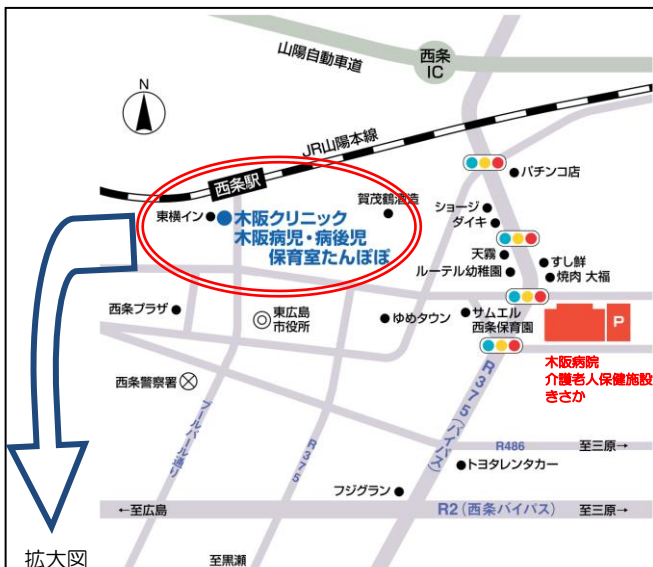 山陽自動車道
西条
IC
N
JR山陽本線
西条駅
パチンコ店
東横イン
木阪クリニック
木阪病児・病後児
保育室たんぽぽ
賀茂鶴酒造
ショージ
ダイキ
天霧
ルーテル幼稚園
すし鮮
焼肉 大福
西条プラザ
東広島
市役所
ゆめタウン
サムエル
西条保育園
P
木阪病院
介護老人保健施設
きさか
西条警察署
ブールバール通り
R375
R375(バイパス)
R486
至三原→
トヨタレンタカー
フジグラン
←至広島
R2(西条バイパス)
至三原→
拡大図
至黒瀬